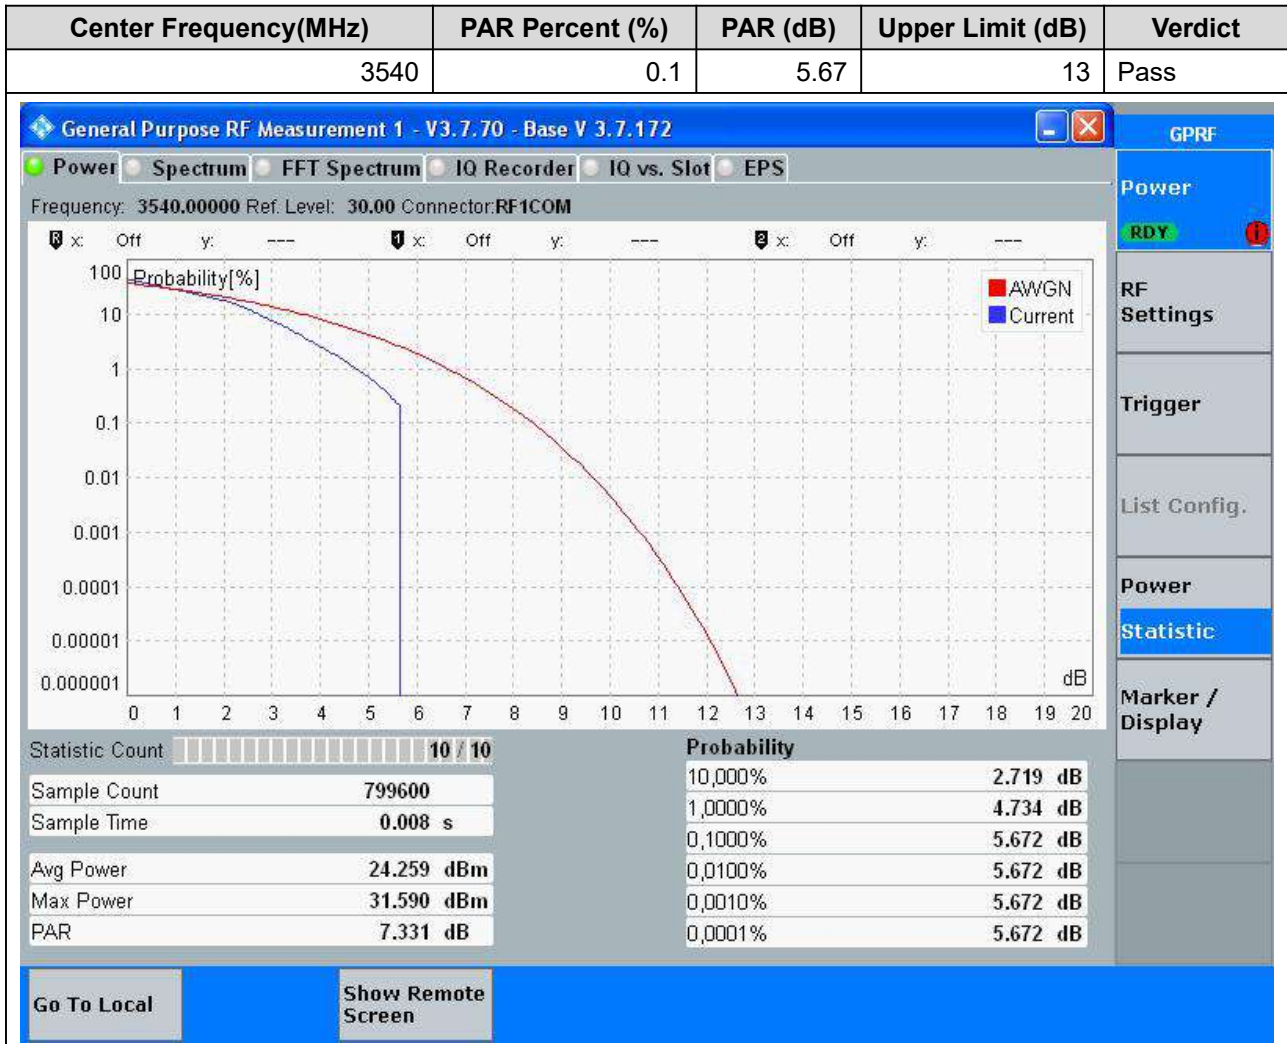 Center Frequency(MHz) PAR Percent (%) PAR (dB) Upper Limit (dB) Verdict
3540 0.1 5.67 13 Pass
General Purpose RF Measurement 1 - V3.7.70 - Base V 3.7.172
GPRF
Power Spectrum FFT Spectrum IQ Recorder IQ vs. Slot EPS
Power
RDY
Frequency: 3540.00000 Ref. Level: 30.00 Connector:RF1COM
R x: Off y: --- 1 x: Off y: --- 2 x: Off y: ---
Probability[%]
AWGN
Current
100
10
1
0.1
0.01
0.001
0.0001
0.00001
0.000001
dB
0 1 2 3 4 5 6 7 8 9 10 11 12 13 14 15 16 17 18 19 20
RF
Settings
Trigger
List Config.
Power
Statistic
Marker /
Display
Statistic Count 10 / 10
Sample Count 799600
Sample Time 0.008 s
Avg Power 24.259 dBm
Max Power 31.590 dBm
PAR 7.331 dB
Probability
10,000% 2.719 dB
1,0000% 4.734 dB
0,1000% 5.672 dB
0,0100% 5.672 dB
0,0010% 5.672 dB
0,0001% 5.672 dB
Go To Local
Show Remote
Screen